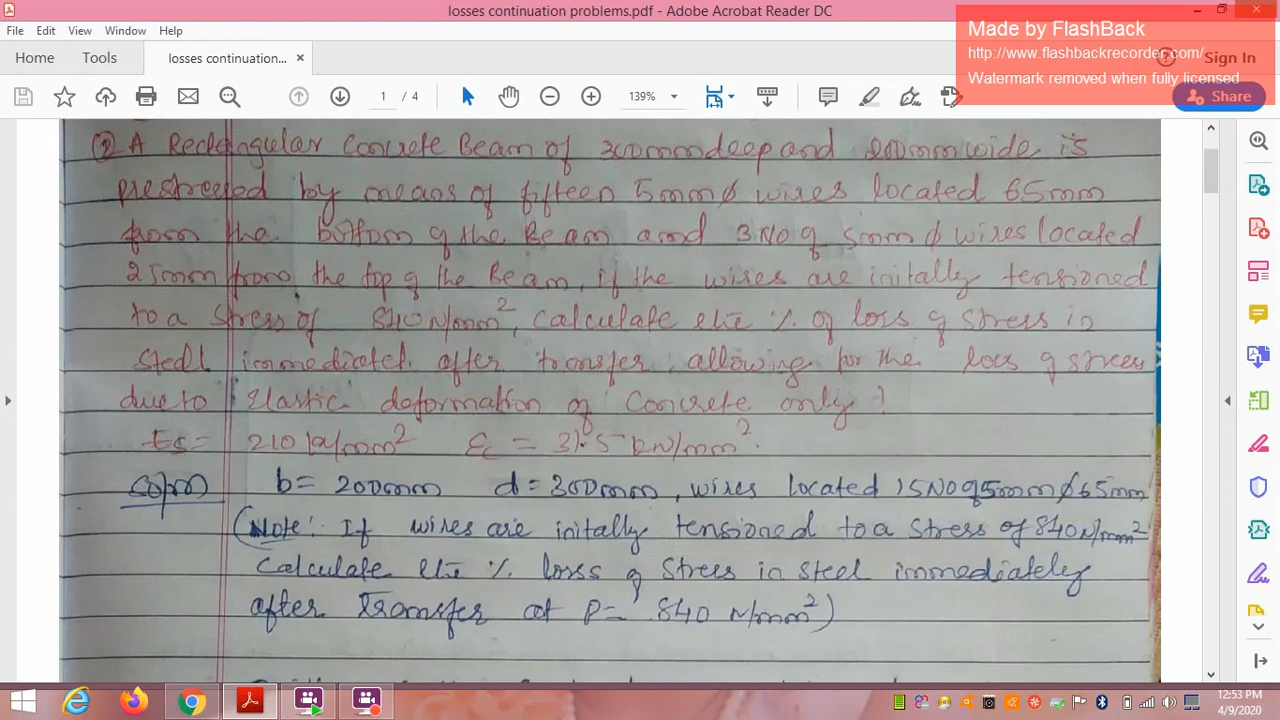 losses continuation problems.pdf - Adobe Acrobat Reader DC
Made by FlashBack
http://www.flashbackrecorder.com/
Watermark removed when fully licensed
File Edit View Window Help
Home Tools losses continuation... × Sign In
1 / 4 139% Share
② A Rectangular Concrete Beam of 300mm deep and 200mm wide is
prestressed by means of fifteen 5mm ϕ wires located 65mm
from the bottom of the Beam and 3 No of 5mm ϕ wires located
25mm from the top of the Beam, if the wires are initally tensioned
to a stress of 840 N/mm², Calculate the % of loss of stress in
steel immediatel. after transfer, allowing for the loss of stress
due to Elastic deformation of Concrete only?
Es = 210 kN/mm² Ec = 31.5 kN/mm².
Soln b = 200mm d = 300mm, wires located 15No of 5mm ϕ 65mm
(Note: If wires are initally tensioned to a stress of 840 N/mm²
Calculate the % loss of stress in steel immediately
after Transfer at P = 840 N/mm²)
12:53 PM
4/9/2020